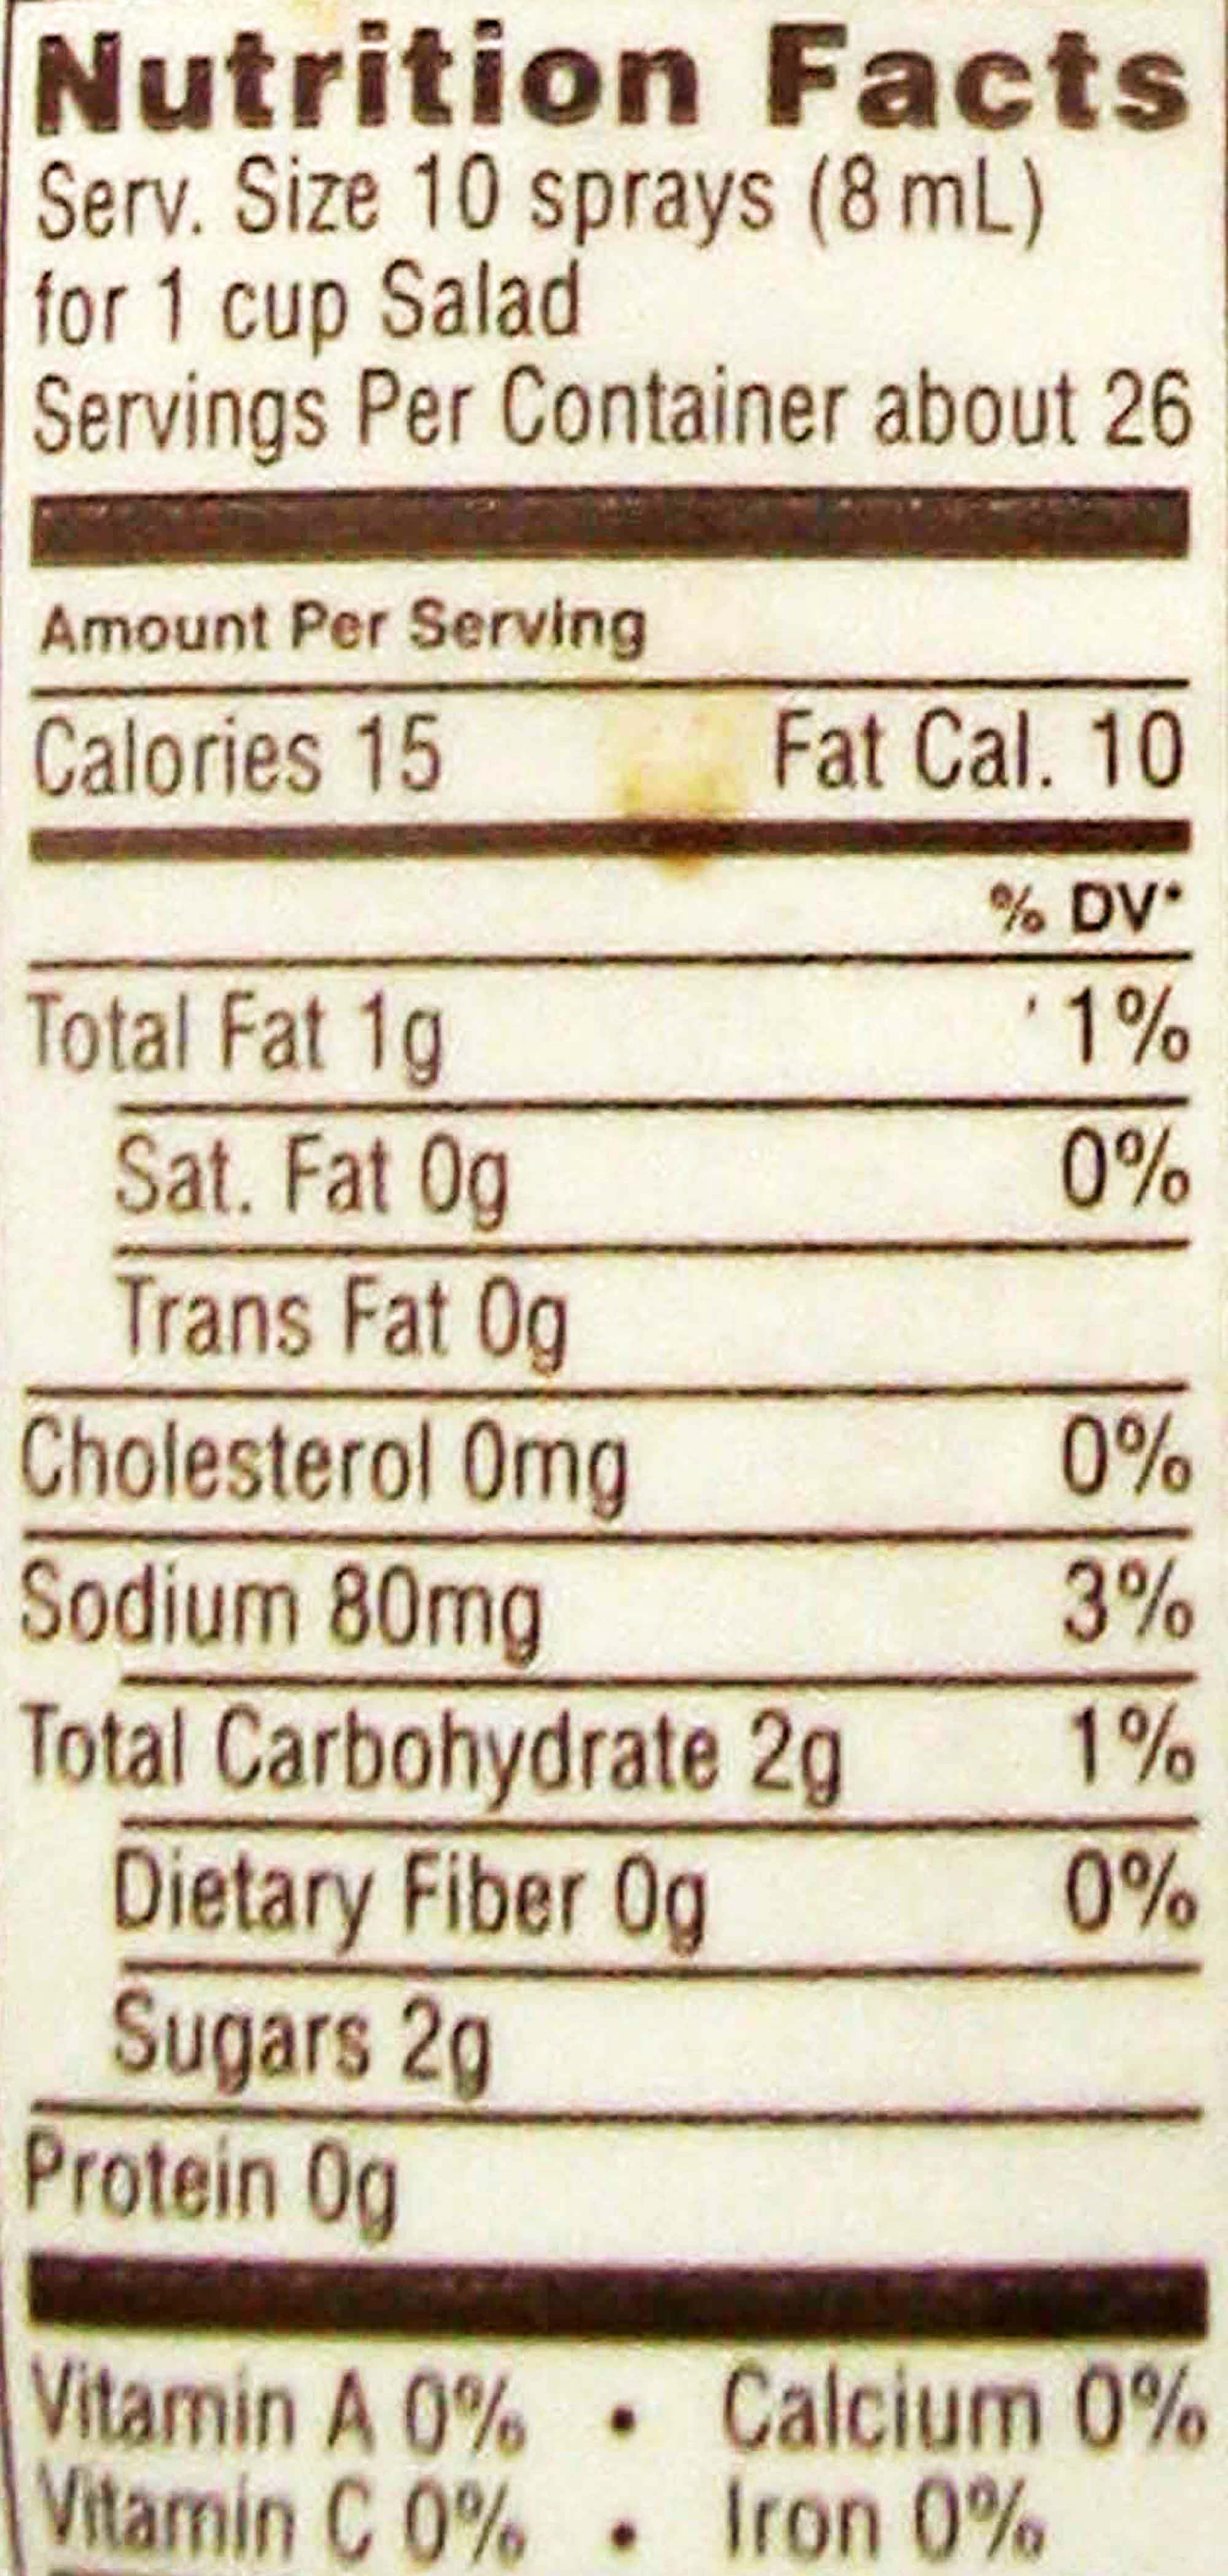 Nutrition Facts
Serv. Size 10 sprays (8 mL)
for 1 cup Salad
Servings Per Container about 26
Amount Per Serving
Calories 15 Fat Cal. 10
% DV*
Total Fat 1g 1%
Sat. Fat 0g 0%
Trans Fat 0g
Cholesterol 0mg 0%
Sodium 80mg 3%
Total Carbohydrate 2g 1%
Dietary Fiber 0g 0%
Sugars 2g
Protein 0g
Vitamin A 0% • Calcium 0%
Vitamin C 0% • Iron 0%